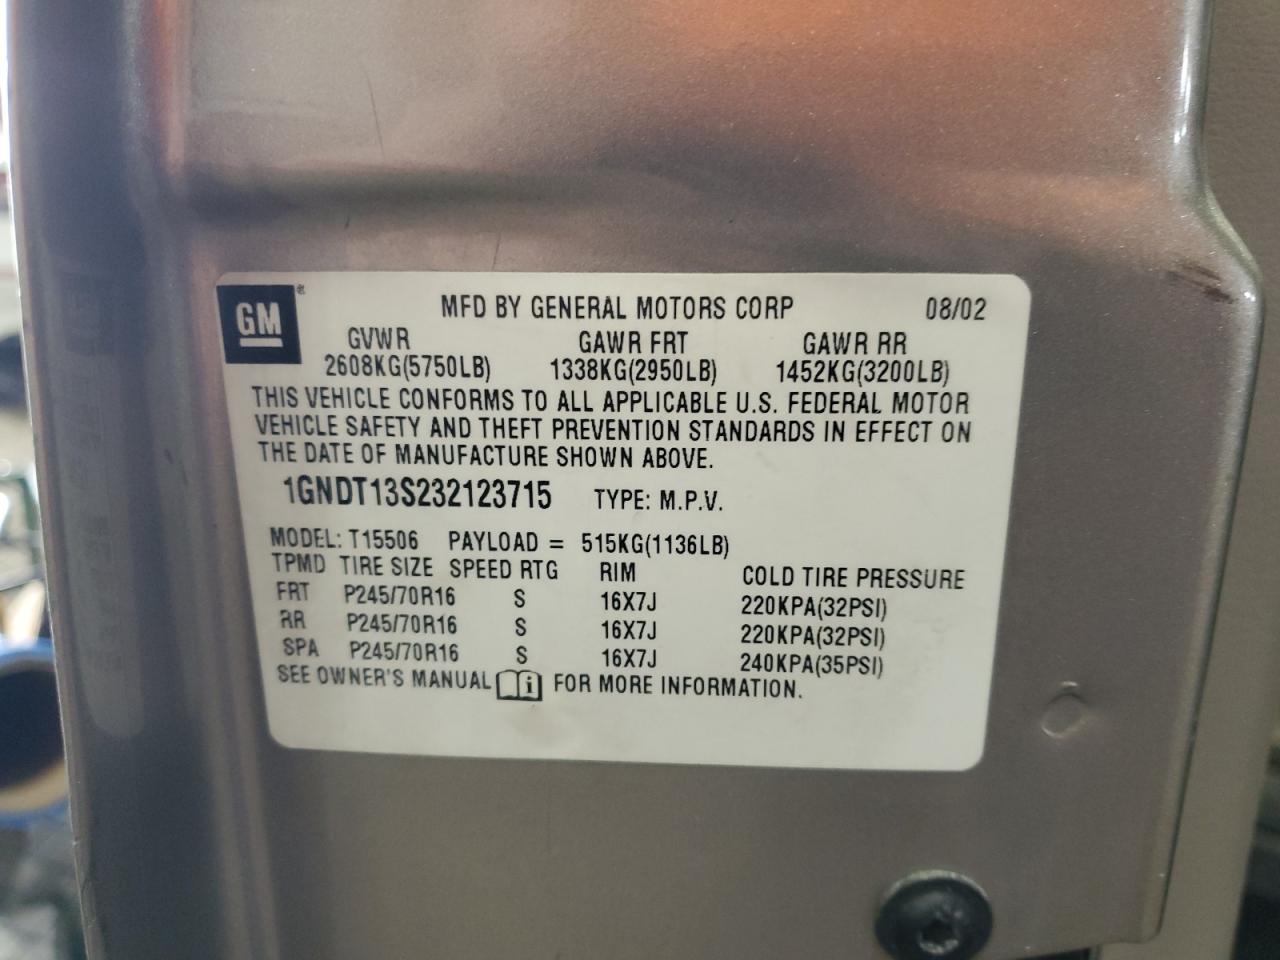 GM®
MFD BY GENERAL MOTORS CORP 08/02
GVWR GAWR FRT GAWR RR
2608KG(5750LB) 1338KG(2950LB) 1452KG(3200LB)
THIS VEHICLE CONFORMS TO ALL APPLICABLE U.S. FEDERAL MOTOR
VEHICLE SAFETY AND THEFT PREVENTION STANDARDS IN EFFECT ON
THE DATE OF MANUFACTURE SHOWN ABOVE.
1GNDT13S232123715 TYPE: M.P.V.
MODEL: T15506 PAYLOAD = 515KG(1136LB)
TPMD TIRE SIZE SPEED RTG RIM COLD TIRE PRESSURE
FRT P245/70R16 S 16X7J 220KPA(32PSI)
RR P245/70R16 S 16X7J 220KPA(32PSI)
SPA P245/70R16 S 16X7J 240KPA(35PSI)
SEE OWNER'S MANUAL i FOR MORE INFORMATION.